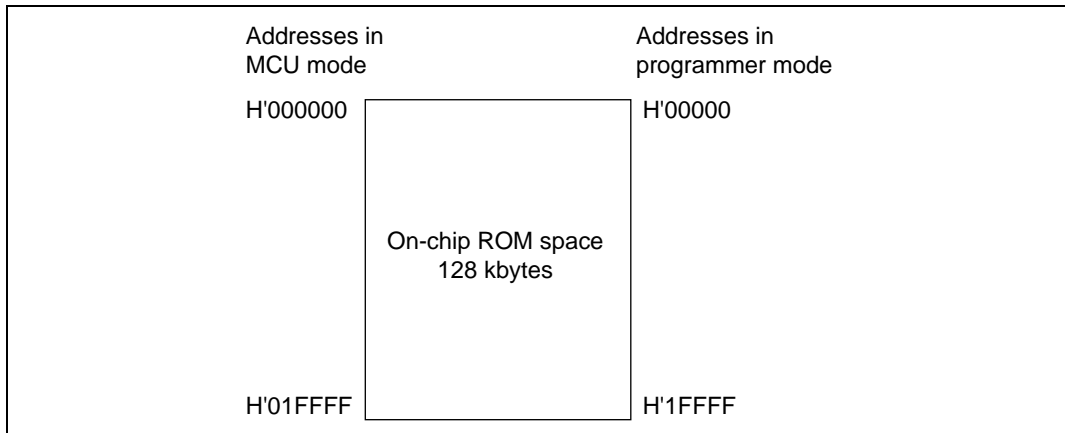 Addresses in
MCU mode
Addresses in
programmer mode
H'000000
H'00000
On-chip ROM space
128 kbytes
H'01FFFF
H'1FFFF